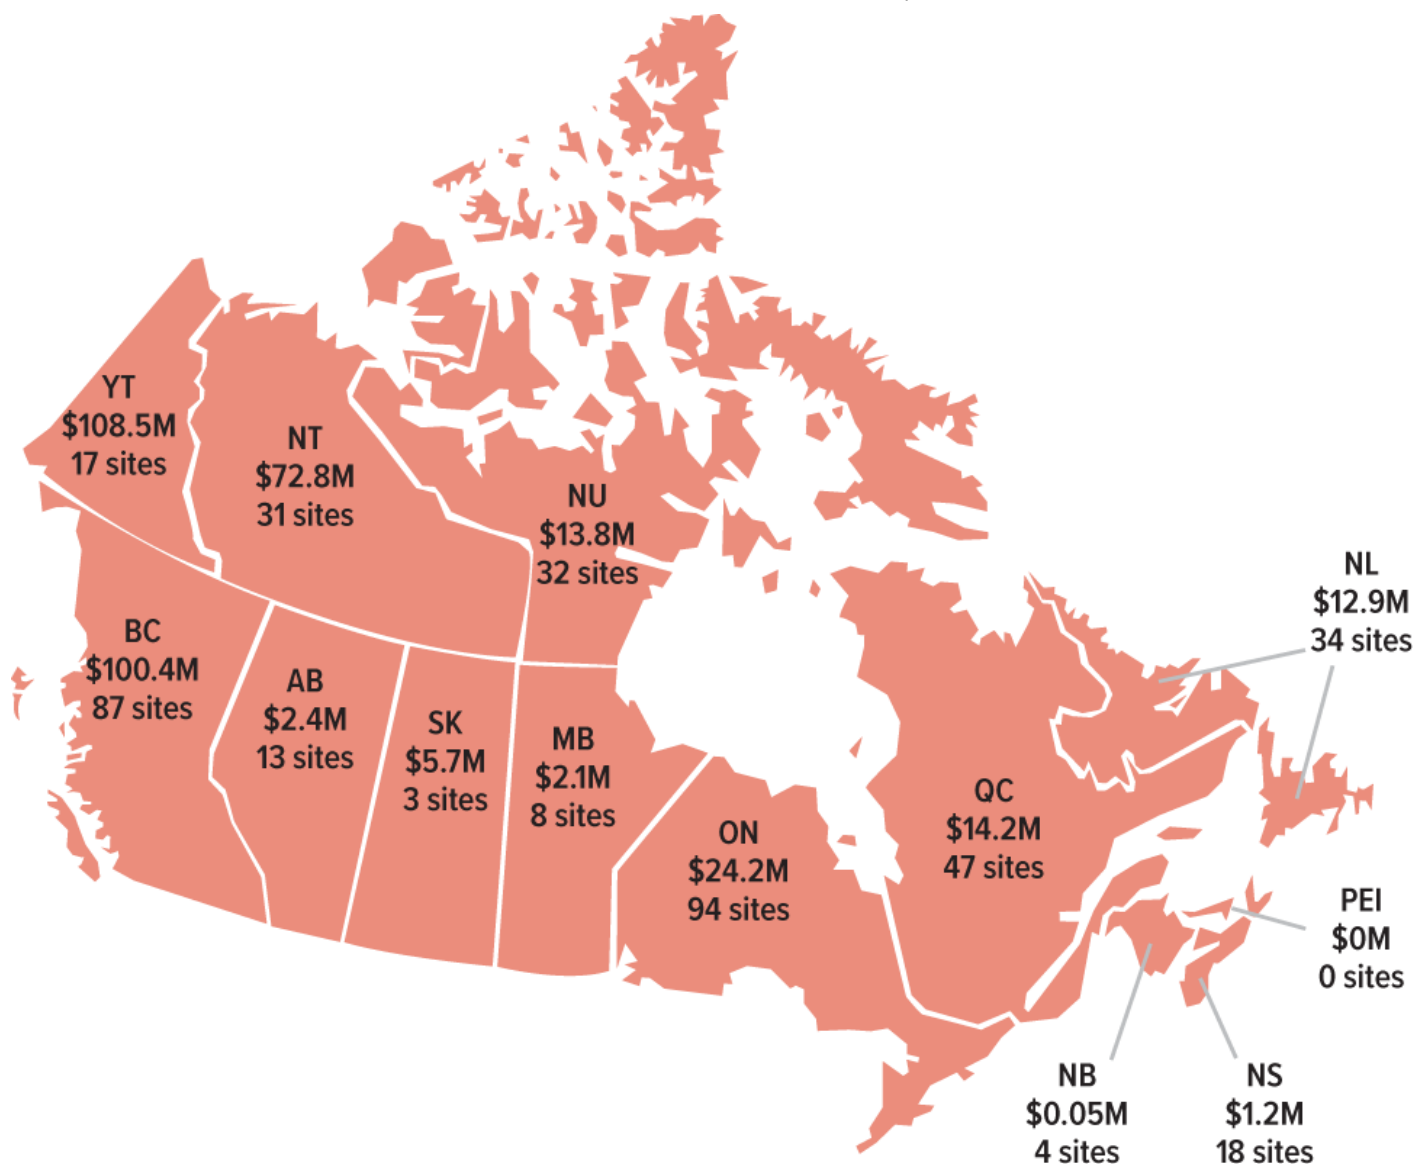 YT
$108.5M
17 sites
NT
$72.8M
31 sites
NU
$13.8M
32 sites
NL
$12.9M
34 sites
BC
$100.4M
87 sites
AB
$2.4M
13 sites
SK
$5.7M
3 sites
MB
$2.1M
8 sites
ON
$24.2M
94 sites
QC
$14.2M
47 sites
PEI
$0M
0 sites
NB
$0.05M
4 sites
NS
$1.2M
18 sites